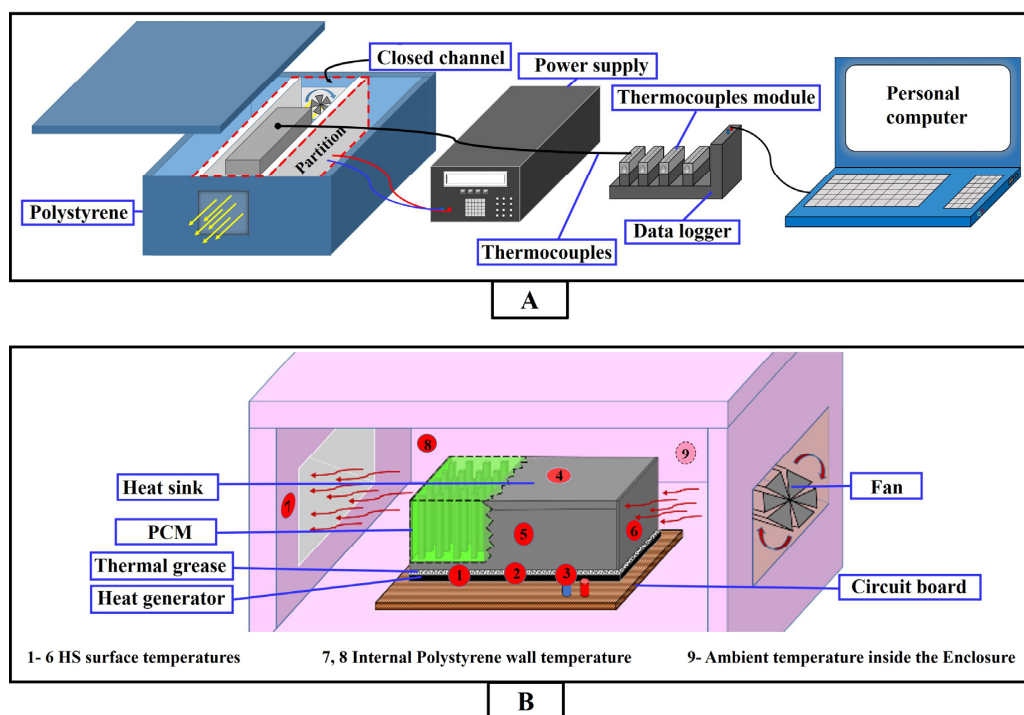 Closed channel
Power supply
Thermocouples module
Personal
computer
Partition
Polystyrene
Thermocouples
Data logger
A
8
9
4
Heat sink
Fan
7
PCM
5
6
Thermal grease
1
2
3
Heat generator
Circuit board
1- 6 HS surface temperatures
7, 8 Internal Polystyrene wall temperature
9- Ambient temperature inside the Enclosure
B